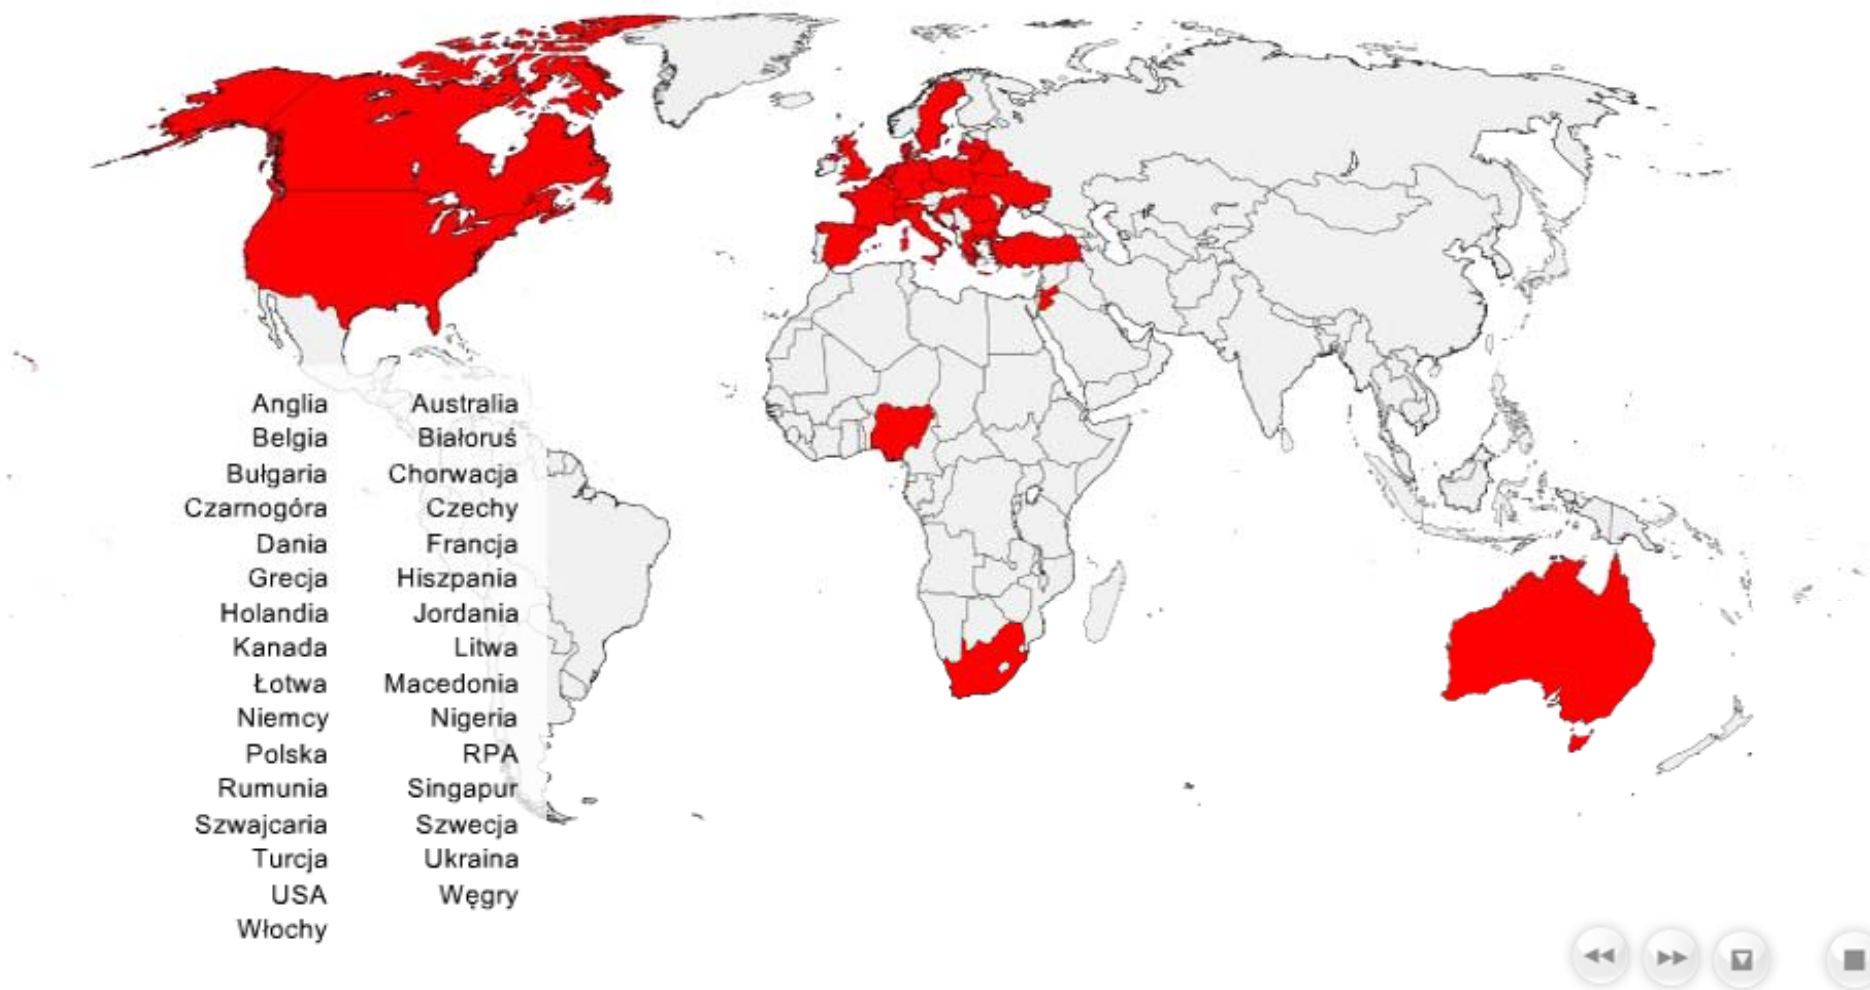 Anglia Australia
Belgia Białoruś
Bułgaria Chorwacja
Czarnogóra Czechy
Dania Francja
Grecja Hiszpania
Holandia Jordania
Kanada Litwa
Łotwa Macedonia
Niemcy Nigeria
Polska RPA
Rumunia Singapur
Szwajcaria Szwecja
Turcja Ukraina
USA Węgry
Włochy